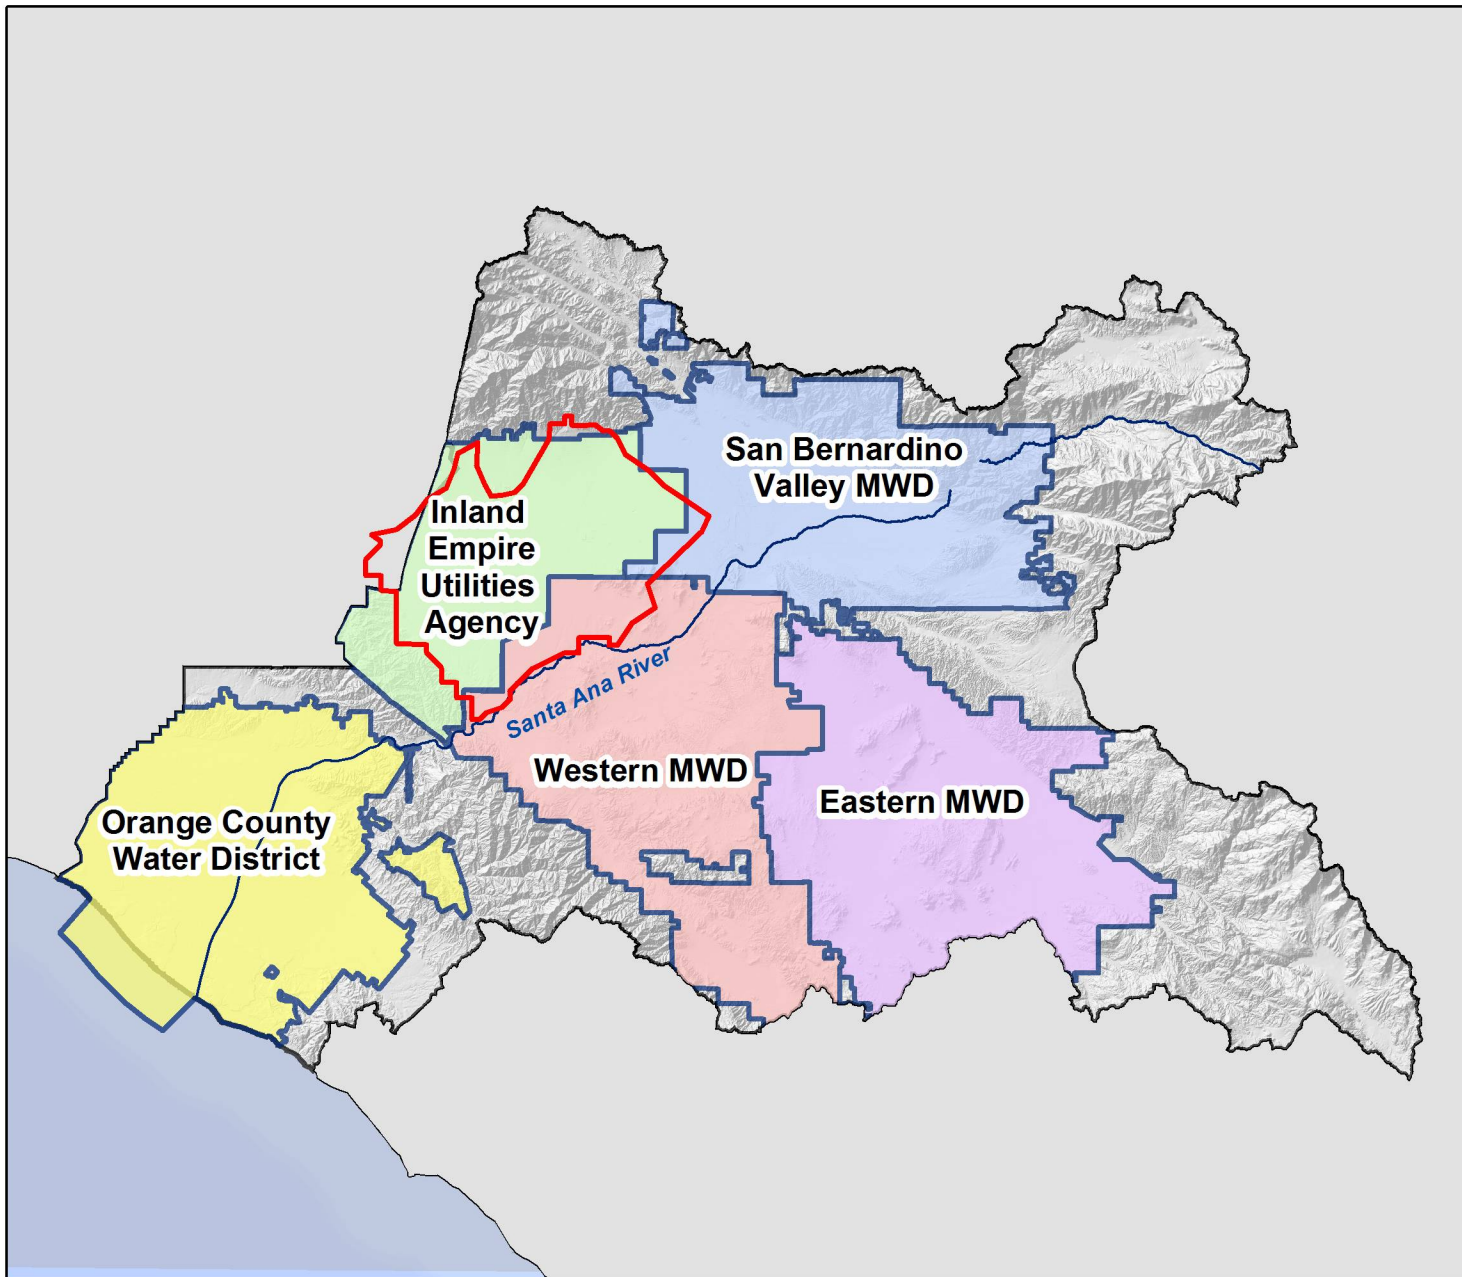 San Bernardino
Valley MWD
Inland
Empire
Utilities
Agency
Santa Ana River
Western MWD
Eastern MWD
Orange County
Water District